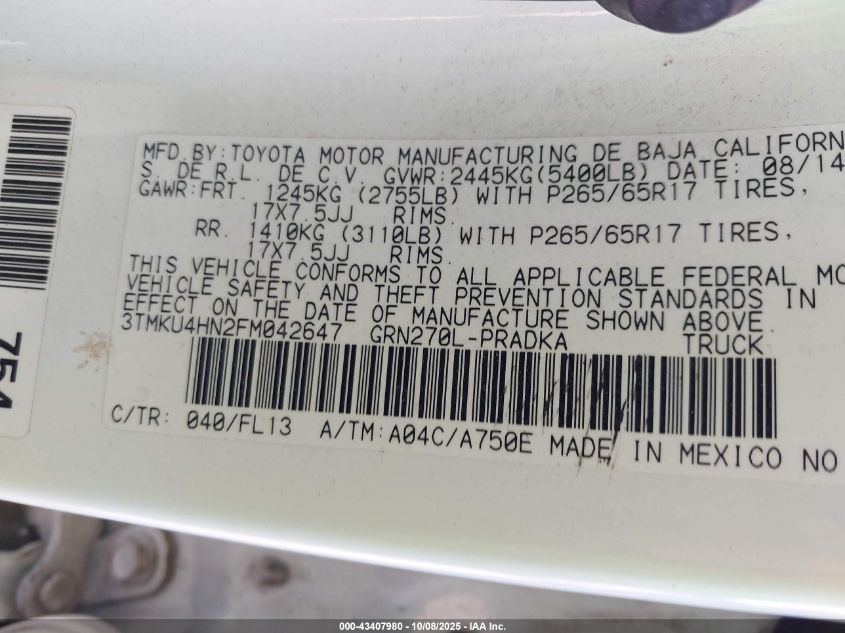 MFD. BY: TOYOTA MOTOR MANUFACTURING DE BAJA CALIFORN
S. DE R.L. DE C.V. GVWR: 2445KG(5400LB) DATE: 08/14
GAWR: FRT. 1245KG (2755LB) WITH P265/65R17 TIRES,
17X7.5JJ RIMS.
RR. 1410KG (3110LB) WITH P265/65R17 TIRES,
17X7.5JJ RIMS.
THIS VEHICLE CONFORMS TO ALL APPLICABLE FEDERAL MO
VEHICLE SAFETY AND THEFT PREVENTION STANDARDS IN
EFFECT ON THE DATE OF MANUFACTURE SHOWN ABOVE.
3TMKU4HN2FM042647 GRN270L-PRADKA TRUCK
C/TR: 040/FL13 A/TM: A04C/A750E MADE IN MEXICO NO
754
000-43407980 | 10/08/2025 | IAA Inc.